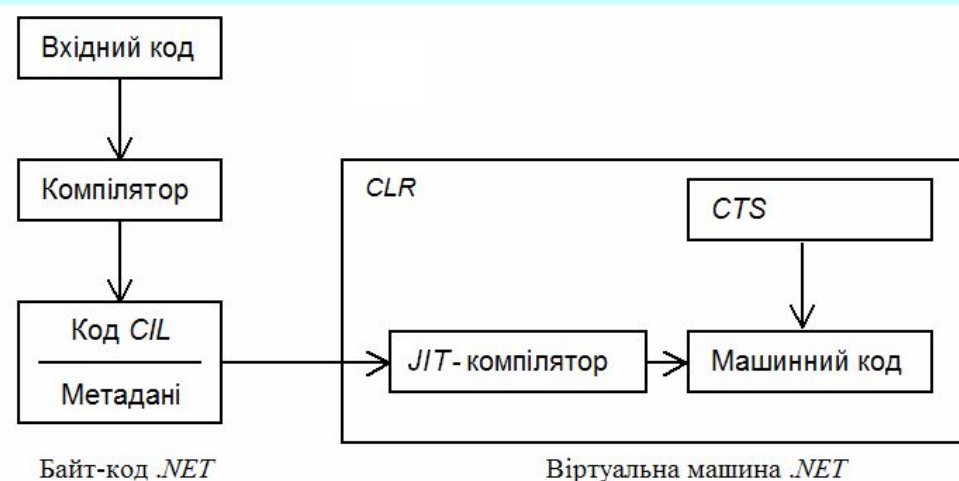 Вхідний код
Компілятор
Код CIL
Метадані
Байт-код .NET
CLR
CTS
JIT- компілятор
Машинний код
Віртуальна машина .NET